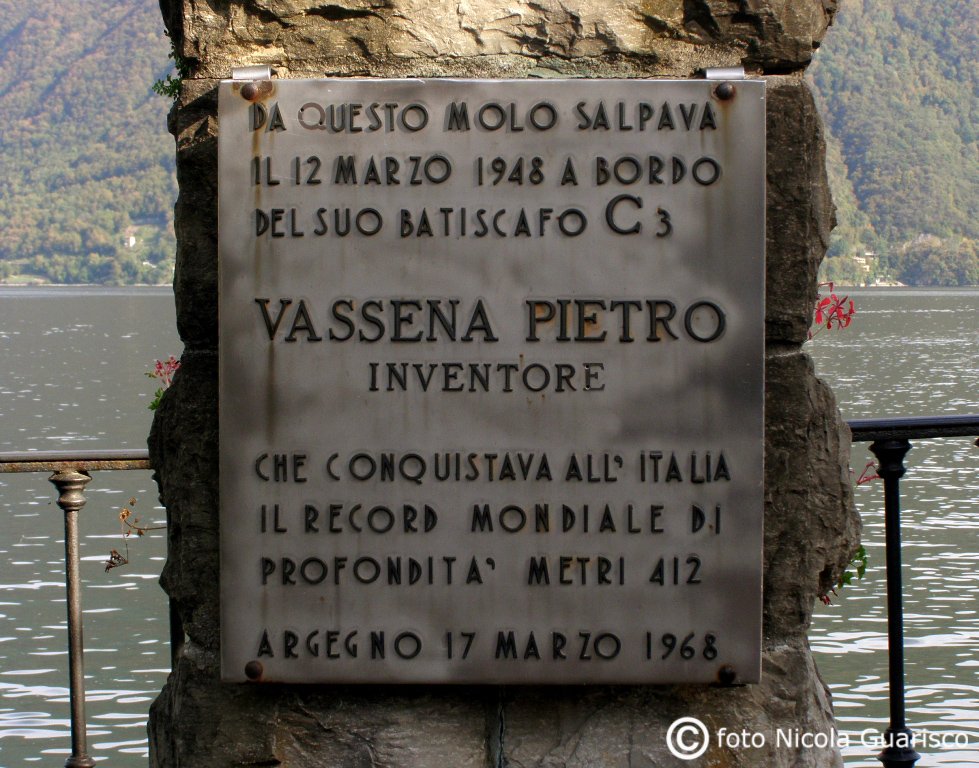 DA QUESTO MOLO SALPAVA
IL 12 MARZO 1948 A BORDO
DEL SUO BATISCAFO C3
VASSENA PIETRO
INVENTORE
CHE CONQUISTAVA ALL' ITALIA
IL RECORD MONDIALE DI
PROFONDITA' METRI 412
ARGEGNO 17 MARZO 1968
© foto Nicola Guarisco